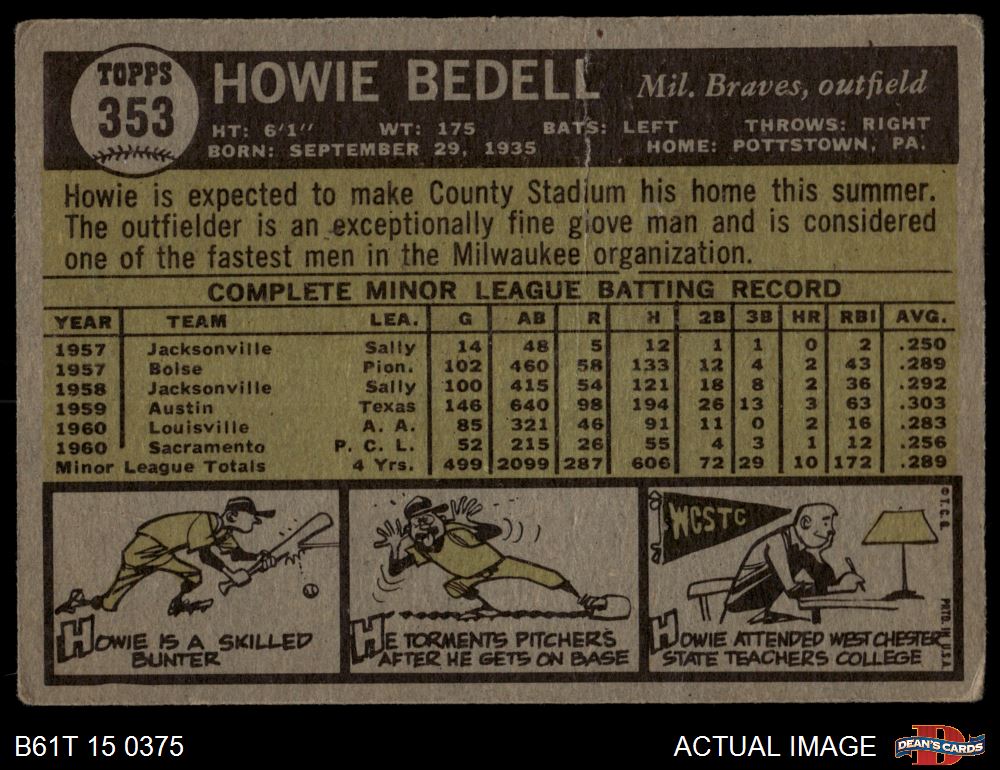 TOPPS
353
HOWIE BEDELL Mil. Braves, outfield
HT: 6'1" WT: 175 BATS: LEFT THROWS: RIGHT
BORN: SEPTEMBER 29, 1935 HOME: POTTSTOWN, PA.
Howie is expected to make County Stadium his home this summer.
The outfielder is an exceptionally fine glove man and is considered
one of the fastest men in the Milwaukee organization.
COMPLETE MINOR LEAGUE BATTING RECORD
YEAR TEAM LEA. G AB R H 2B 3B HR RBI AVG.
1957 Jacksonville Sally 14 48 5 12 1 1 0 2 .250
1957 Boise Pion. 102 460 58 133 12 4 2 43 .289
1958 Jacksonville Sally 100 415 54 121 18 8 2 36 .292
1959 Austin Texas 146 640 98 194 26 13 3 63 .303
1960 Louisville A. A. 85 321 46 91 11 0 2 16 .283
1960 Sacramento P. C. L. 52 215 26 55 4 3 1 12 .256
Minor League Totals 4 Yrs. 499 2099 287 606 72 29 10 172 .289
HOWIE IS A SKILLED
BUNTER
HE TORMENTS PITCHERS
AFTER HE GETS ON BASE
WCSTC
HOWIE ATTENDED WEST CHESTER
STATE TEACHERS COLLEGE
© T.C.G.
PRTD. IN U.S.A.
B61T 15 0375
ACTUAL IMAGE
D
DEAN'S CARDS